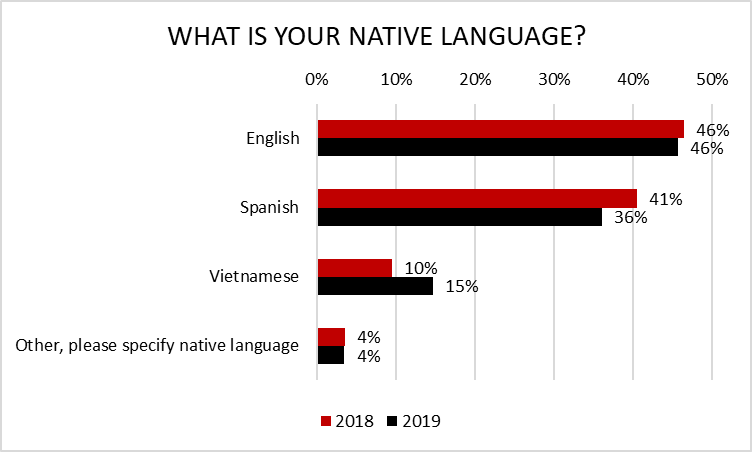 WHAT IS YOUR NATIVE LANGUAGE?
0% 10% 20% 30% 40% 50%
English 46%
46%
Spanish 41%
36%
Vietnamese 10%
15%
Other, please specify native language 4%
4%
2018 2019